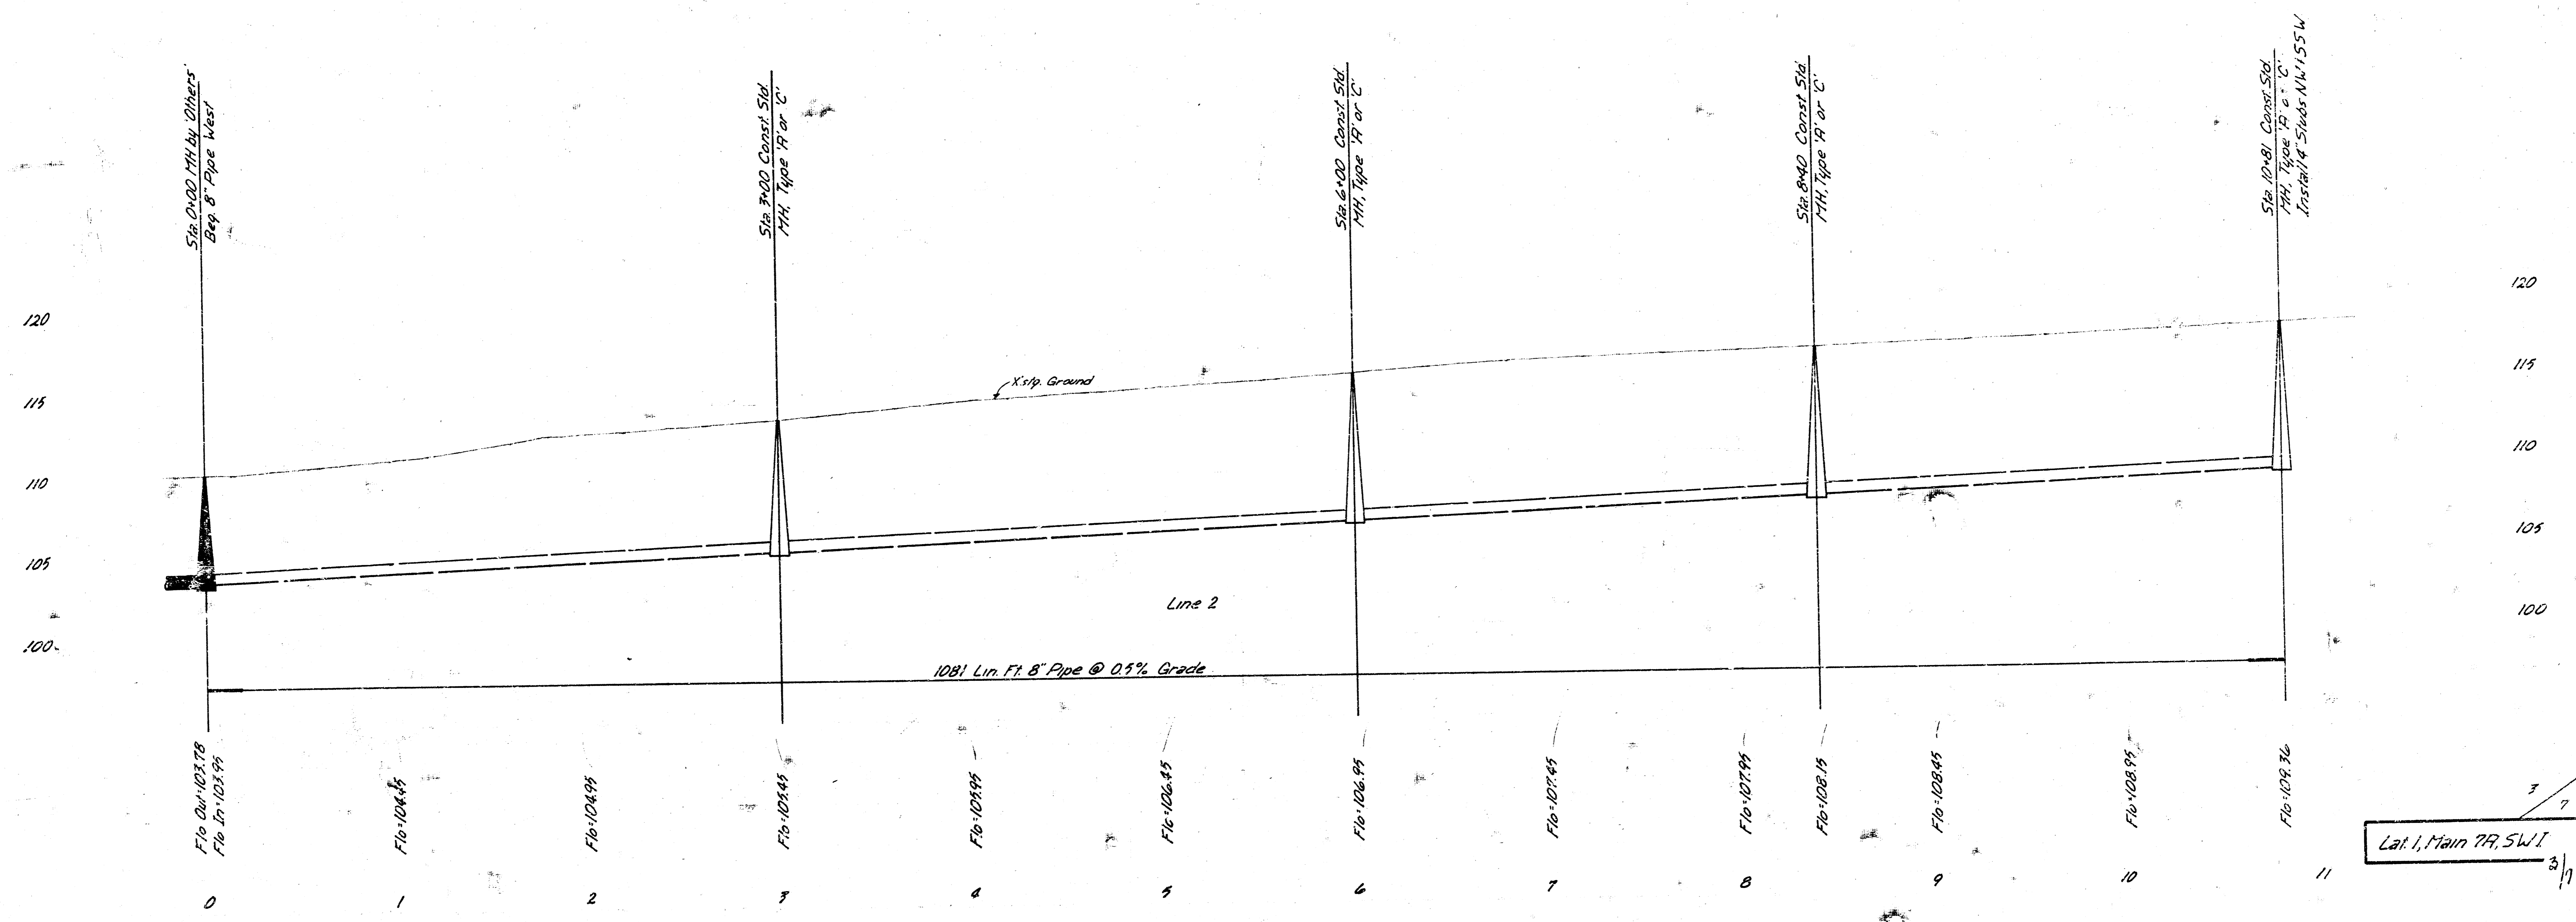 Sta. 0+00 MH by 'Others'
Beg. 8" Pipe West
Sta. 3+00 Const. Std.
MH, Type 'A' or 'C'
Sta. 6+00 Const. Std.
MH, Type 'A' or 'C'
Sta. 8+40 Const. Std.
MH, Type 'A' or 'C'
Sta. 10+81 Const. Std.
MH, Type 'A' or 'C'
Install 4" Stubs NW
120
115
110
105
100
120
115
110
105
100
X'stg. Ground
Line 2
1081 Lin. Ft. 8" Pipe @ 0.5% Grade
Flo Out=103.78
Flo In=103.95
Flo=104.45
Flo=104.95
Flo=105.45
Flo=105.95
Flo=106.45
Flo=106.95
Flo=107.45
Flo=107.95
Flo=108.15
Flo=108.45
Flo=108.95
Flo=109.36
0
1
2
3
4
5
6
7
8
9
10
11
3
7
Lat. 1, Main 7A, SWI
3/7